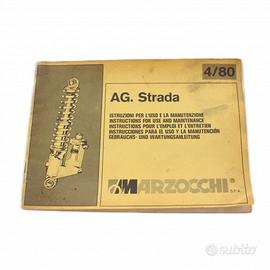 4/80
AG. Strada
ISTRUZIONI PER L'USO E LA MANUTENZIONE
INSTRUCTIONS FOR USE AND MAINTENANCE
INSTRUCTIONS POUR L'EMPLOI ET L'ENTRETIEN
INSTRUCCIONES PARA EL USO Y LA MANUTENCIÓN
GEBRAUCHS- UND WARTUNGSANLEITUNG
MARZOCCHI S.P.A.
subito